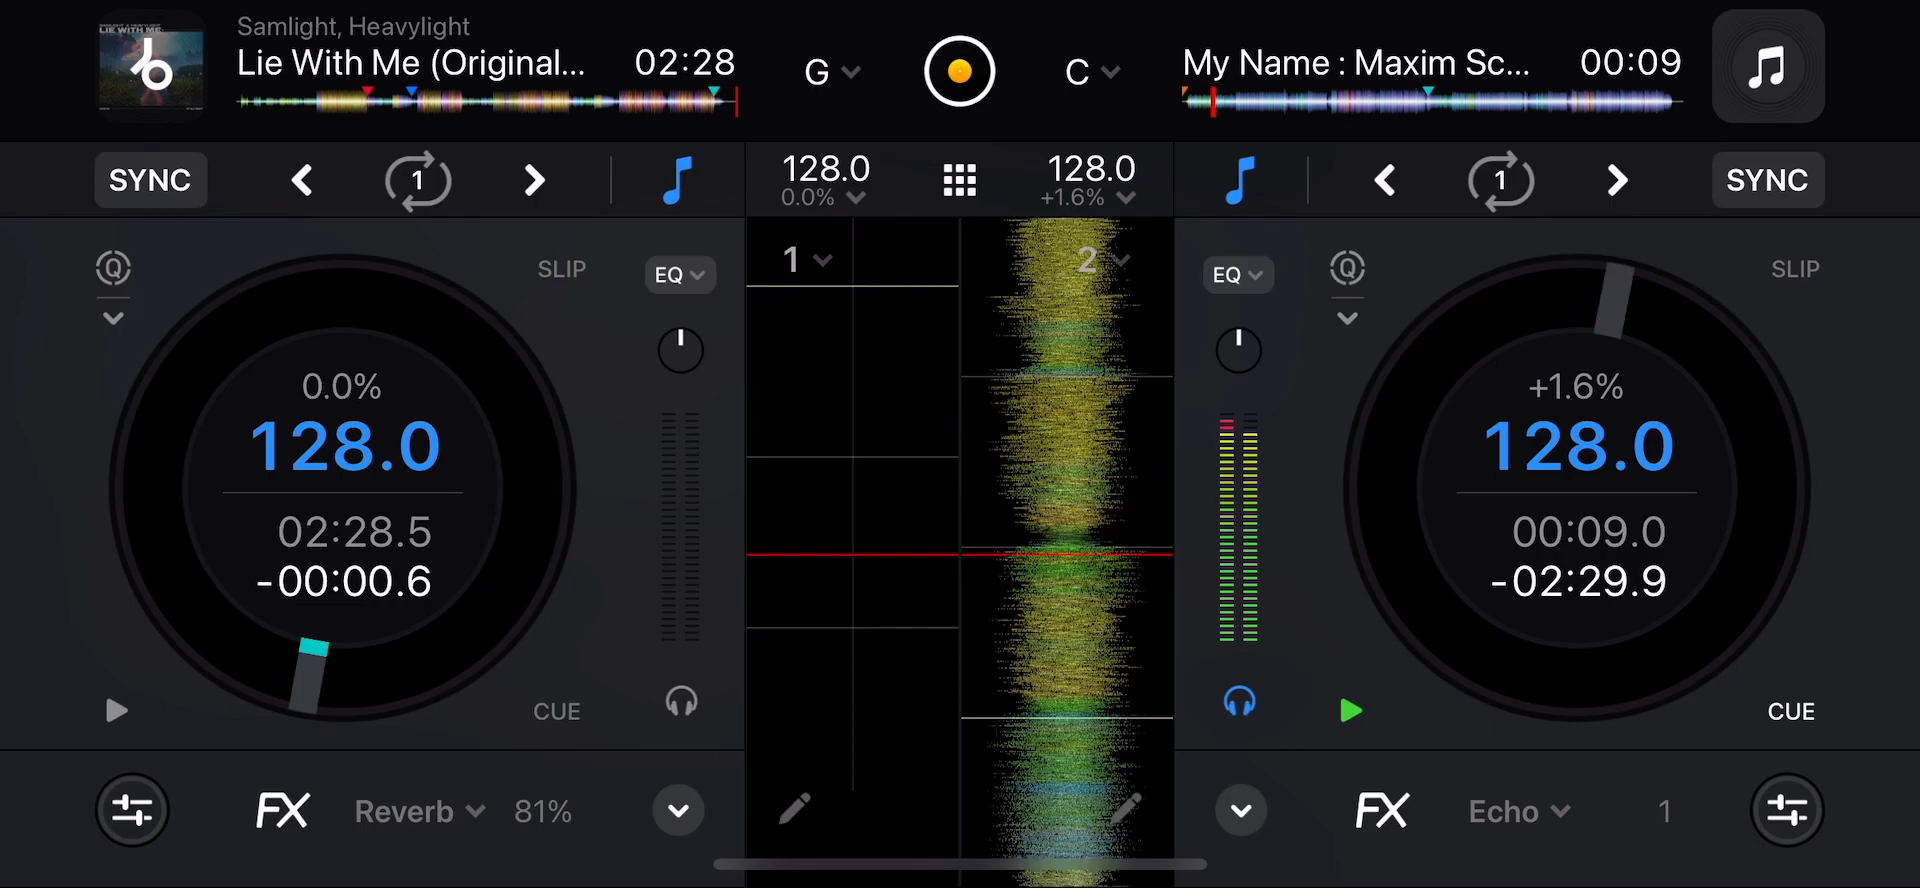 LIE WITH ME
Samlight, Heavylight
Lie With Me (Original... 02:28
G
C
My Name : Maxim Sc... 00:09
SYNC
1
128.0
0.0%
128.0
+1.6%
1
SYNC
Q
SLIP
EQ
1
2
EQ
Q
SLIP
0.0%
128.0
02:28.5
-00:00.6
+1.6%
128.0
00:09.0
-02:29.9
CUE
CUE
FX Reverb 81%
FX Echo 1